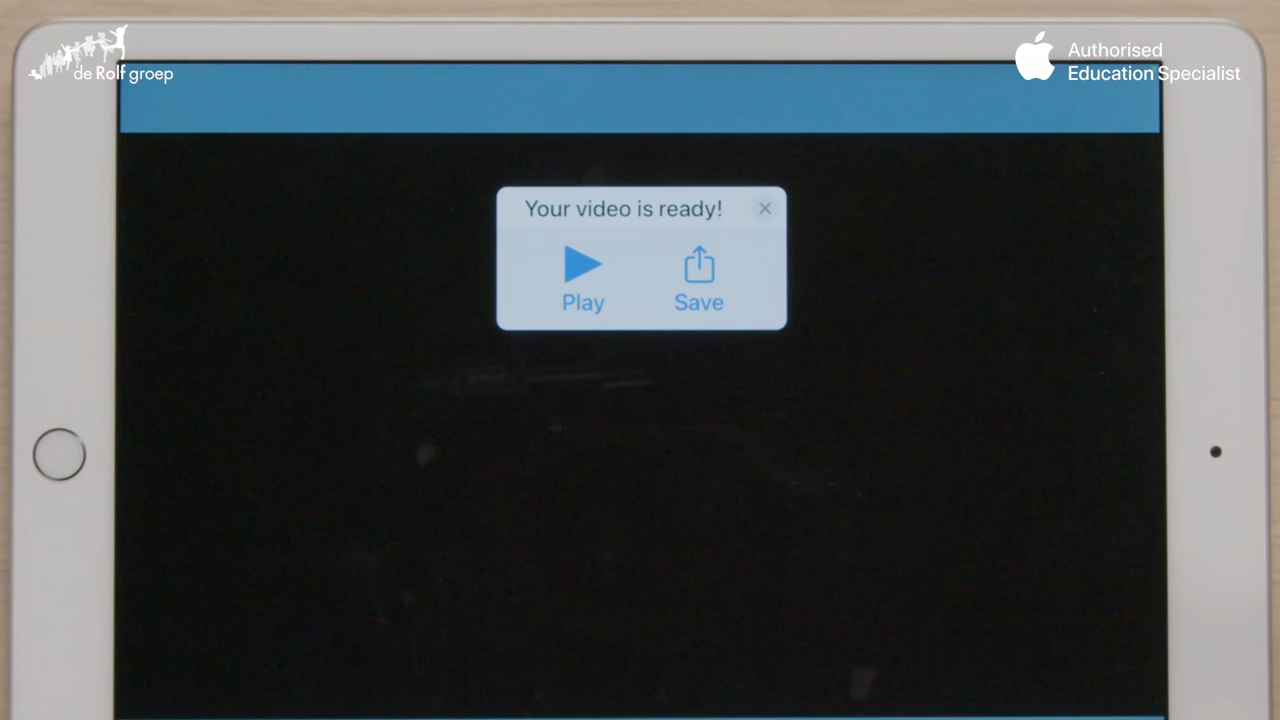 de Rolf groep
Authorised
Education Specialist
Your video is ready!
Play
Save